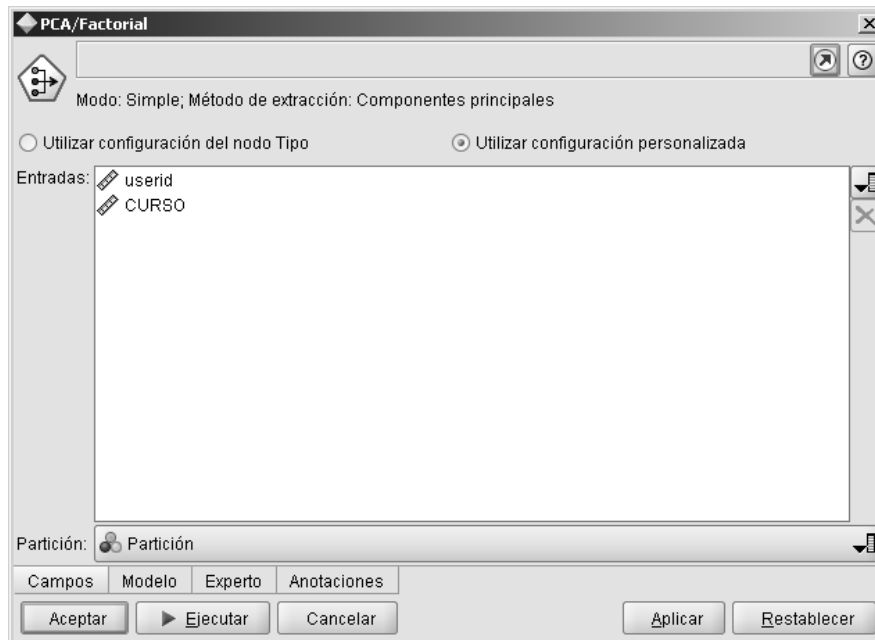 PCA/Factorial
Modo: Simple; Método de extracción: Componentes principales
Utilizar configuración del nodo Tipo Utilizar configuración personalizada
Entradas: userid
CURSO
Partición: Partición
Campos Modelo Experto Anotaciones
Aceptar Ejecutar Cancelar Aplicar Restablecer